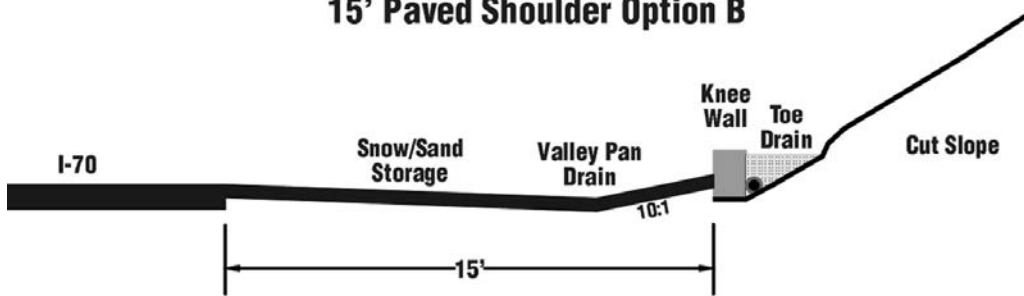 15’ Paved Shoulder Option B
Knee
Wall
Toe
Drain
I-70
Snow/Sand
Storage
Valley Pan
Drain
Cut Slope
10:1
15’